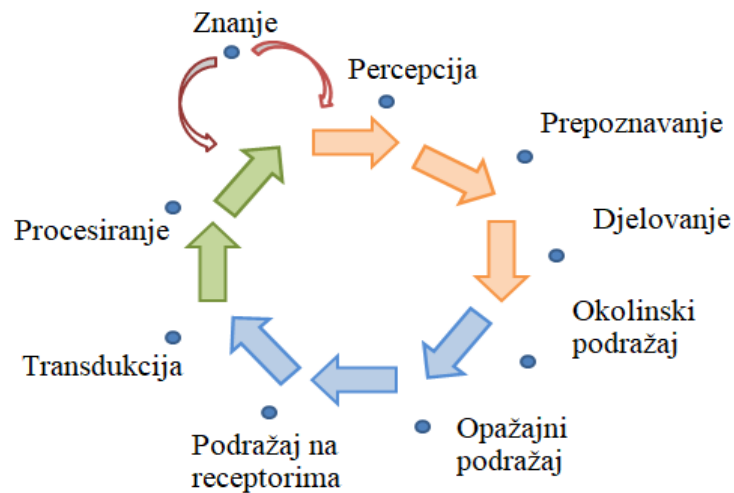 Znanje
Percepcija
Prepoznavanje
Djelovanje
Okolinski
podražaj
Opažajni
podražaj
Podražaj na
receptorima
Transdukcija
Procesiranje